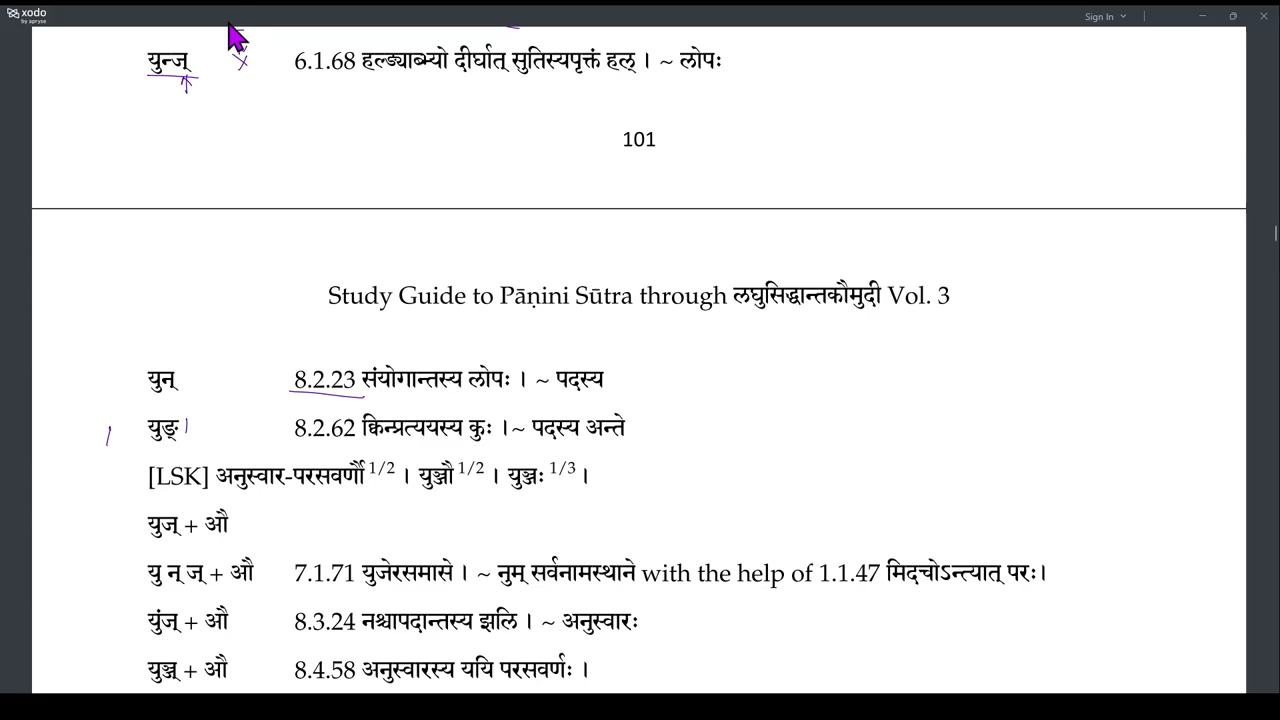 xodo
by apryse
Sign In
युन्ज् 6.1.68 हल्ङ्याब्भ्यो दीर्घात् सुतिस्यपृक्तं हल् । ~ लोपः
101
Study Guide to Pāṇini Sūtra through लघुसिद्धान्तकौमुदी Vol. 3
युन् 8.2.23 संयोगान्तस्य लोपः । ~ पदस्य
युङ् 8.2.62 क्विन्प्रत्ययस्य कुः ।~ पदस्य अन्ते
[LSK] अनुस्वार-परसवर्णौ 1/2 । युञ्जौ 1/2 । युञ्जः 1/3 ।
युज् + औ
यु न् ज् + औ 7.1.71 युजेरसमासे । ~ नुम् सर्वनामस्थाने with the help of 1.1.47 मिदचोऽन्त्यात् परः।
युंज् + औ 8.3.24 नश्चापदान्तस्य झलि । ~ अनुस्वारः
युञ्ज् + औ 8.4.58 अनुस्वारस्य ययि परसवर्णः ।